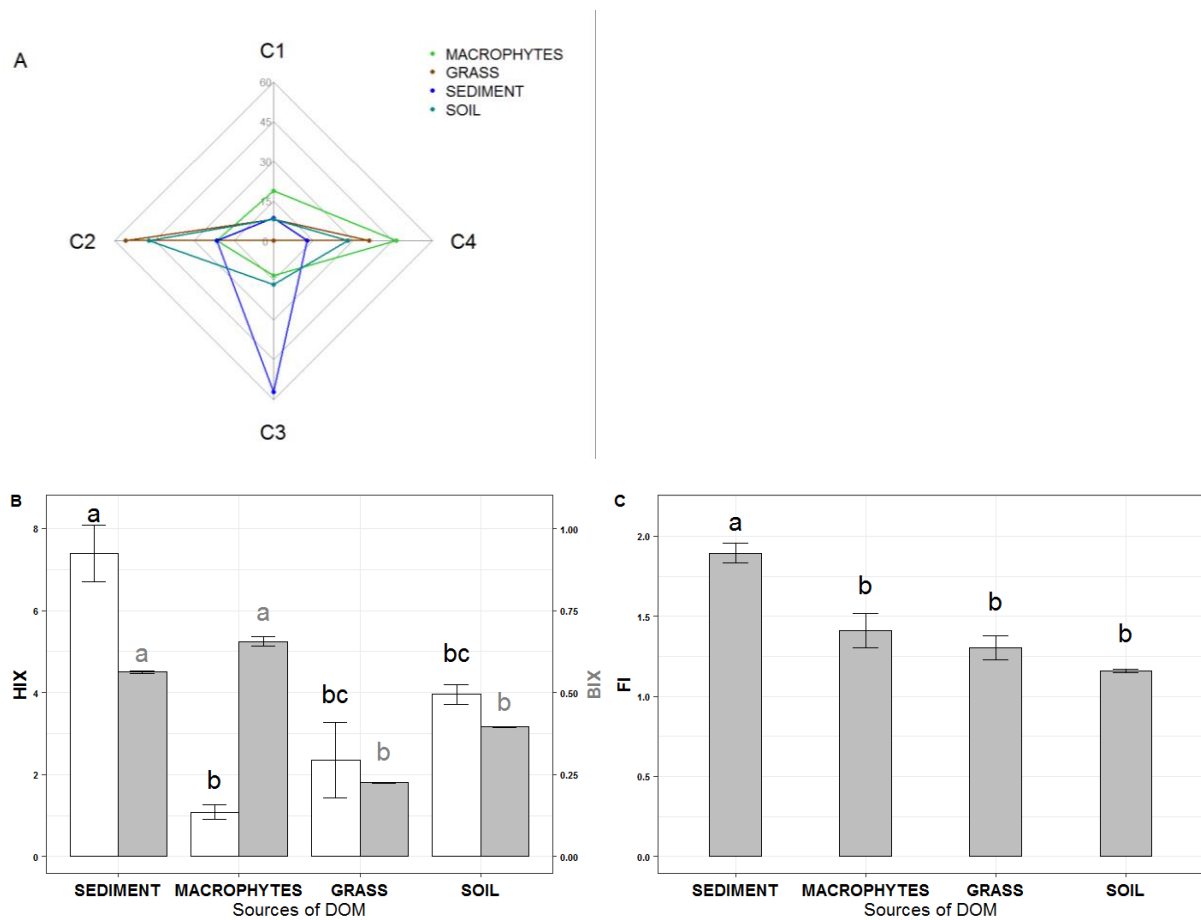 A
C1
MACROPHYTES
GRASS
SEDIMENT
SOIL
60
45
30
15
0
C2
C4
C3
B
C
a
a
b
a
bc
b
bc
b
8
6
4
2
0
HIX
1.00
0.75
0.50
0.25
0.00
BIX
SEDIMENT MACROPHYTES GRASS SOIL
Sources of DOM
a
b
b
b
2.0
1.5
1.0
0.5
0.0
FI
SEDIMENT MACROPHYTES GRASS SOIL
Sources of DOM